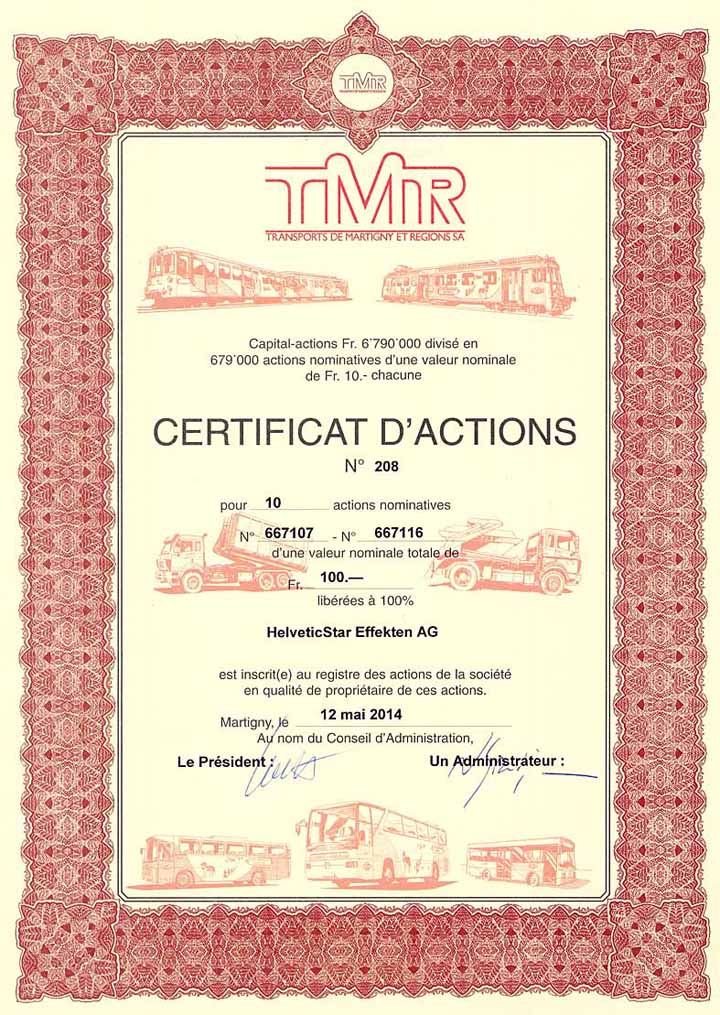 TMR
TMR
TRANSPORTS DE MARTIGNY ET REGIONS SA
Capital-actions Fr. 6'790'000 divisé en
679'000 actions nominatives d'une valeur nominale
de Fr. 10.- chacune
CERTIFICAT D'ACTIONS
N° 208
pour 10 actions nominatives
N° 667107 - N° 667116
d'une valeur nominale totale de
Fr. 100.—
libérées à 100%
HelveticStar Effekten AG
est inscrit(e) au registre des actions de la société
en qualité de propriétaire de ces actions.
Martigny, le 12 mai 2014
Au nom du Conseil d'Administration,
Le Président : Un Administrateur :